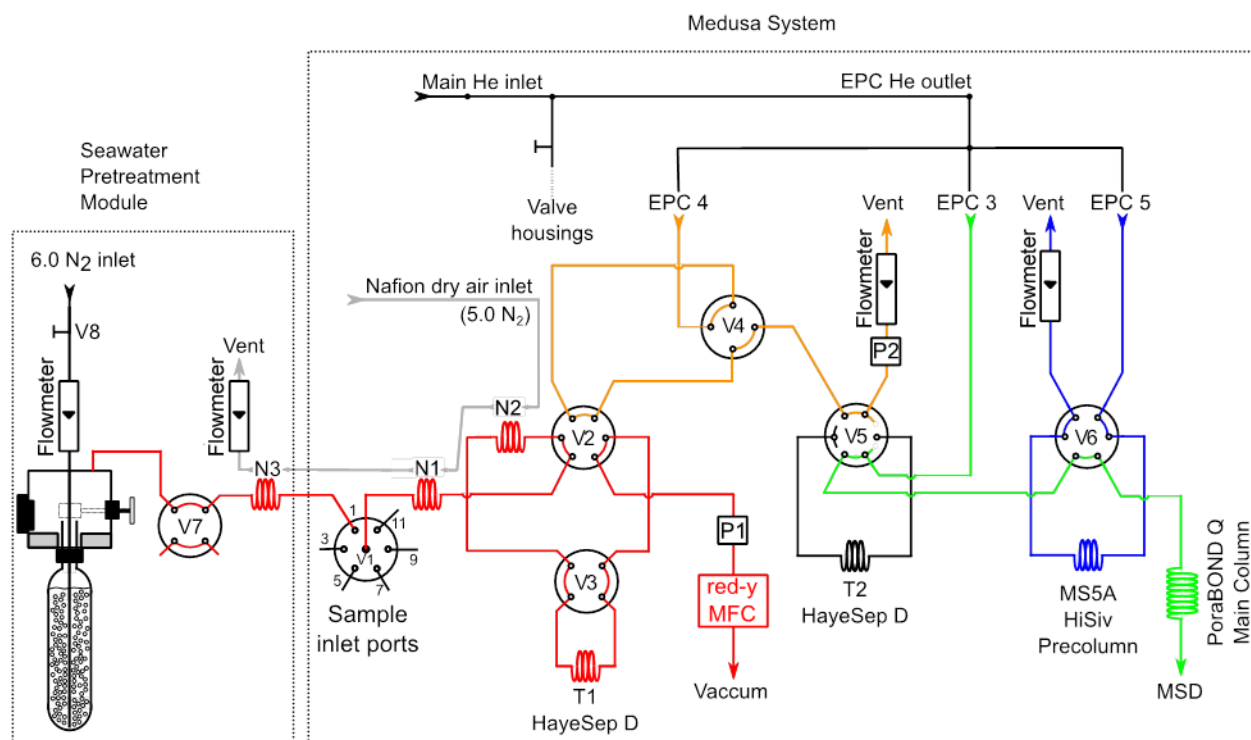 Medusa System
Main He inlet
EPC He outlet
Seawater
Pretreatment
Module
Valve
housings
EPC 4
Vent
EPC 3
Vent
EPC 5
6.0 N2 inlet
V8
Flowmeter
Vent
Flowmeter
Nafion dry air inlet
(5.0 N2)
V4
Flowmeter
P2
Flowmeter
N2
V2
V5
V6
N3
N1
V7
1
11
3
V1
9
5
7
Sample
inlet ports
V3
P1
red-y
MFC
Vaccum
T1
HayeSep D
T2
HayeSep D
MS5A
HiSiv
Precolumn
PoraBOND Q
Main Column
MSD